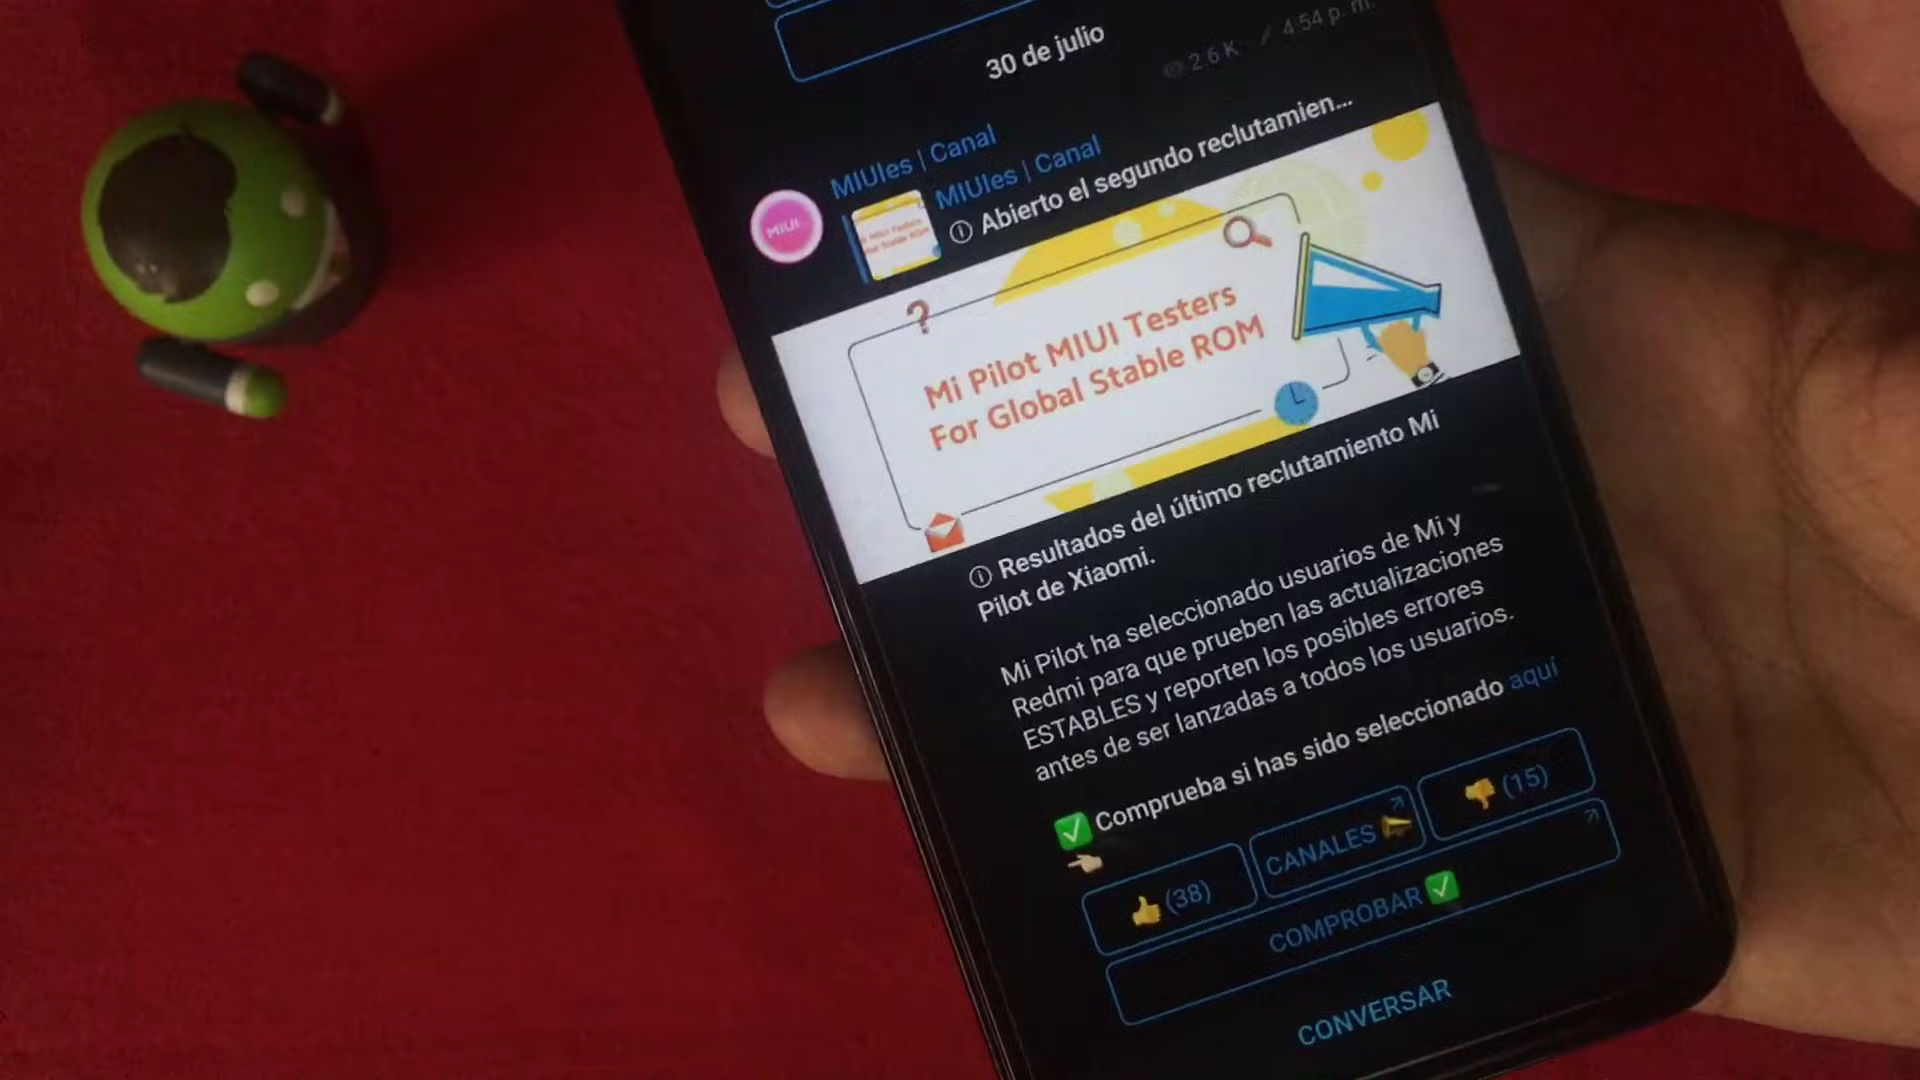 30 de julio
2.6 K 4:54 p. m.
MIUIes | Canal
MIUI
MIUIes | Canal
Abierto el segundo reclutamien...
Mi Pilot MIUI Testers
For Global Stable ROM
Resultados del último reclutamiento Mi
Pilot de Xiaomi.
Mi Pilot ha seleccionado usuarios de Mi y
Redmi para que prueben las actualizaciones
ESTABLES y reporten los posibles errores
antes de ser lanzadas a todos los usuarios.
✅ Comprueba si has sido seleccionado aquí
👈
👍 (38)
CANALES
👎 (15)
COMPROBAR ✅
CONVERSAR